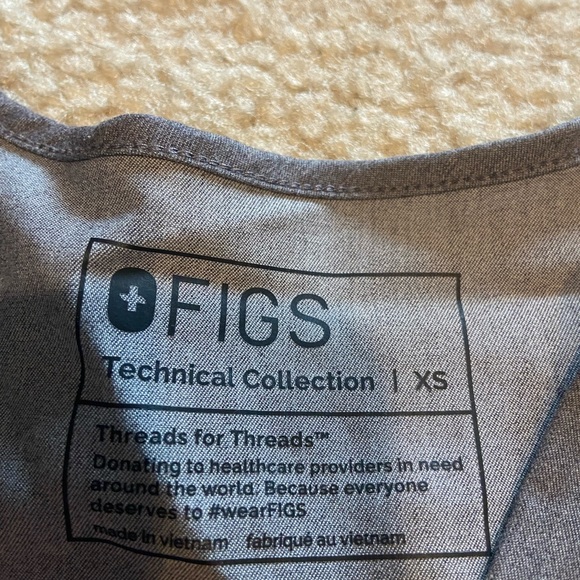 FIGS
Technical Collection | XS
Threads for Threads™
Donating to healthcare providers in need
around the world. Because everyone
deserves to #wearFIGS
made in vietnam fabriqué au vietnam